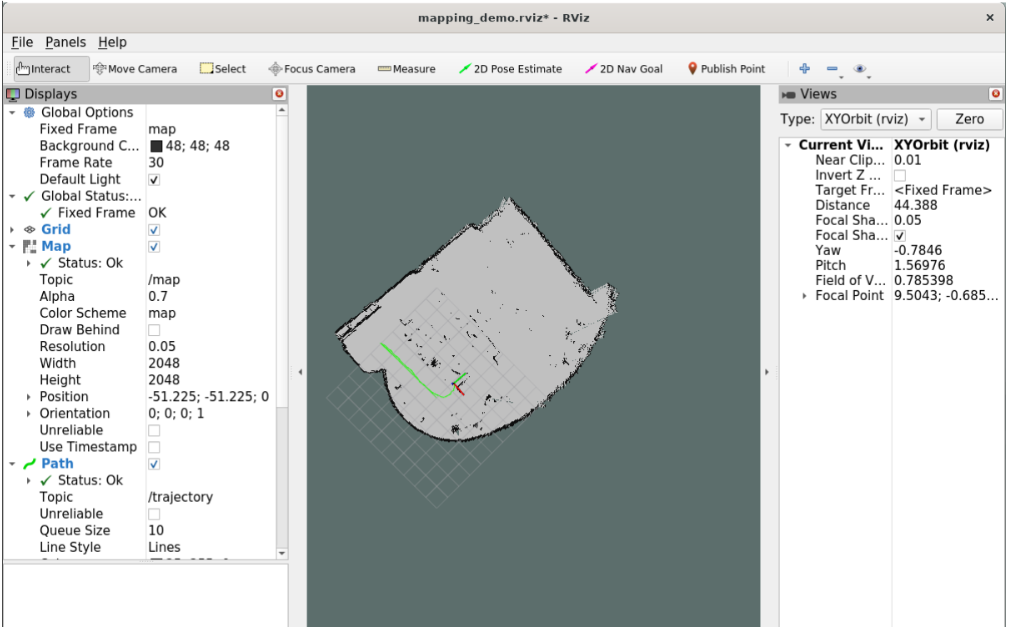 mapping_demo.rviz* - RViz
File Panels Help
Interact Move Camera Select Focus Camera Measure 2D Pose Estimate 2D Nav Goal Publish Point
Displays
Global Options
Fixed Frame map
Background C... 48; 48; 48
Frame Rate 30
Default Light
Global Status:...
Fixed Frame OK
Grid
Map
Status: Ok
Topic /map
Alpha 0.7
Color Scheme map
Draw Behind
Resolution 0.05
Width 2048
Height 2048
Position -51.225; -51.225; 0
Orientation 0; 0; 0; 1
Unreliable
Use Timestamp
Path
Status: Ok
Topic /trajectory
Unreliable
Queue Size 10
Line Style Lines
Views
Type: XYOrbit (rviz) Zero
Current Vi... XYOrbit (rviz)
Near Clip... 0.01
Invert Z ...
Target Fr... <Fixed Frame>
Distance 44.388
Focal Sha... 0.05
Focal Sha...
Yaw -0.7846
Pitch 1.56976
Field of V... 0.785398
Focal Point 9.5043; -0.685...